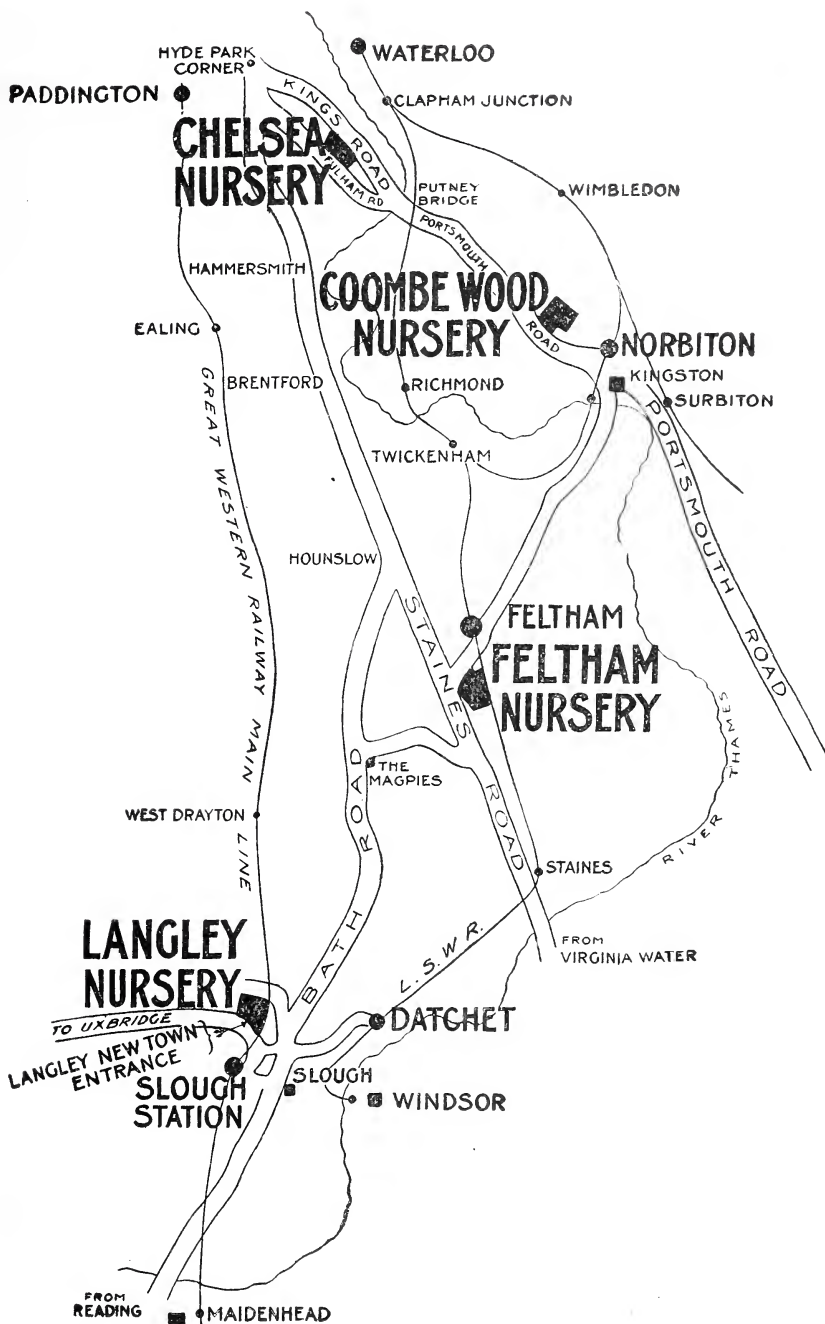 HYDE PARK
CORNER
WATERLOO
PADDINGTON
CLAPHAM JUNCTION
KINGS ROAD
CHELSEA
NURSERY
FULHAM RD
PUTNEY
BRIDGE
WIMBLEDON
PORTSMOUTH
ROAD
HAMMERSMITH
COOMBE WOOD
NURSERY
EALING
NORBITON
KINGSTON
BRENTFORD
RICHMOND
SURBITON
TWICKENHAM
PORTSMOUTH ROAD
GREAT WESTERN RAILWAY MAIN LINE
HOUNSLOW
STAINES ROAD
FELTHAM
FELTHAM
NURSERY
RIVER THAMES
BATH ROAD
THE
MAGPIES
WEST DRAYTON
STAINES
FROM
VIRGINIA WATER
L.S.W.R.
LANGLEY
NURSERY
TO UXBRIDGE
LANGLEY NEW TOWN
ENTRANCE
DATCHET
SLOUGH
STATION
SLOUGH
WINDSOR
FROM
READING
MAIDENHEAD